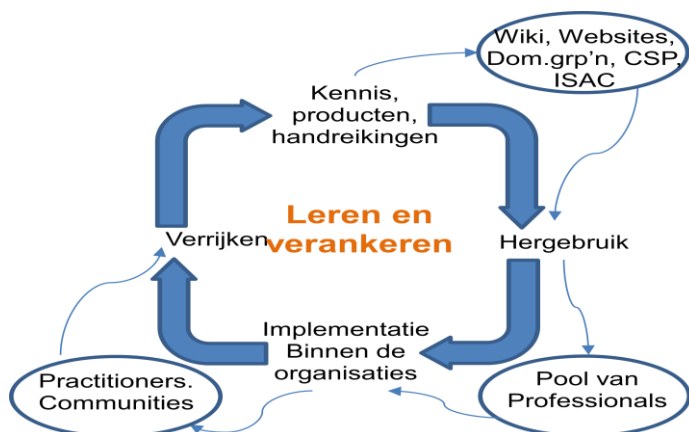 Wiki, Websites,
Dom.grp'n, CSP,
ISAC
Kennis,
producten,
handreikingen
Leren en
verankeren
Verrijken
Hergebruik
Implementatie
Binnen de
organisaties
Practitioners.
Communities
Pool van
Professionals